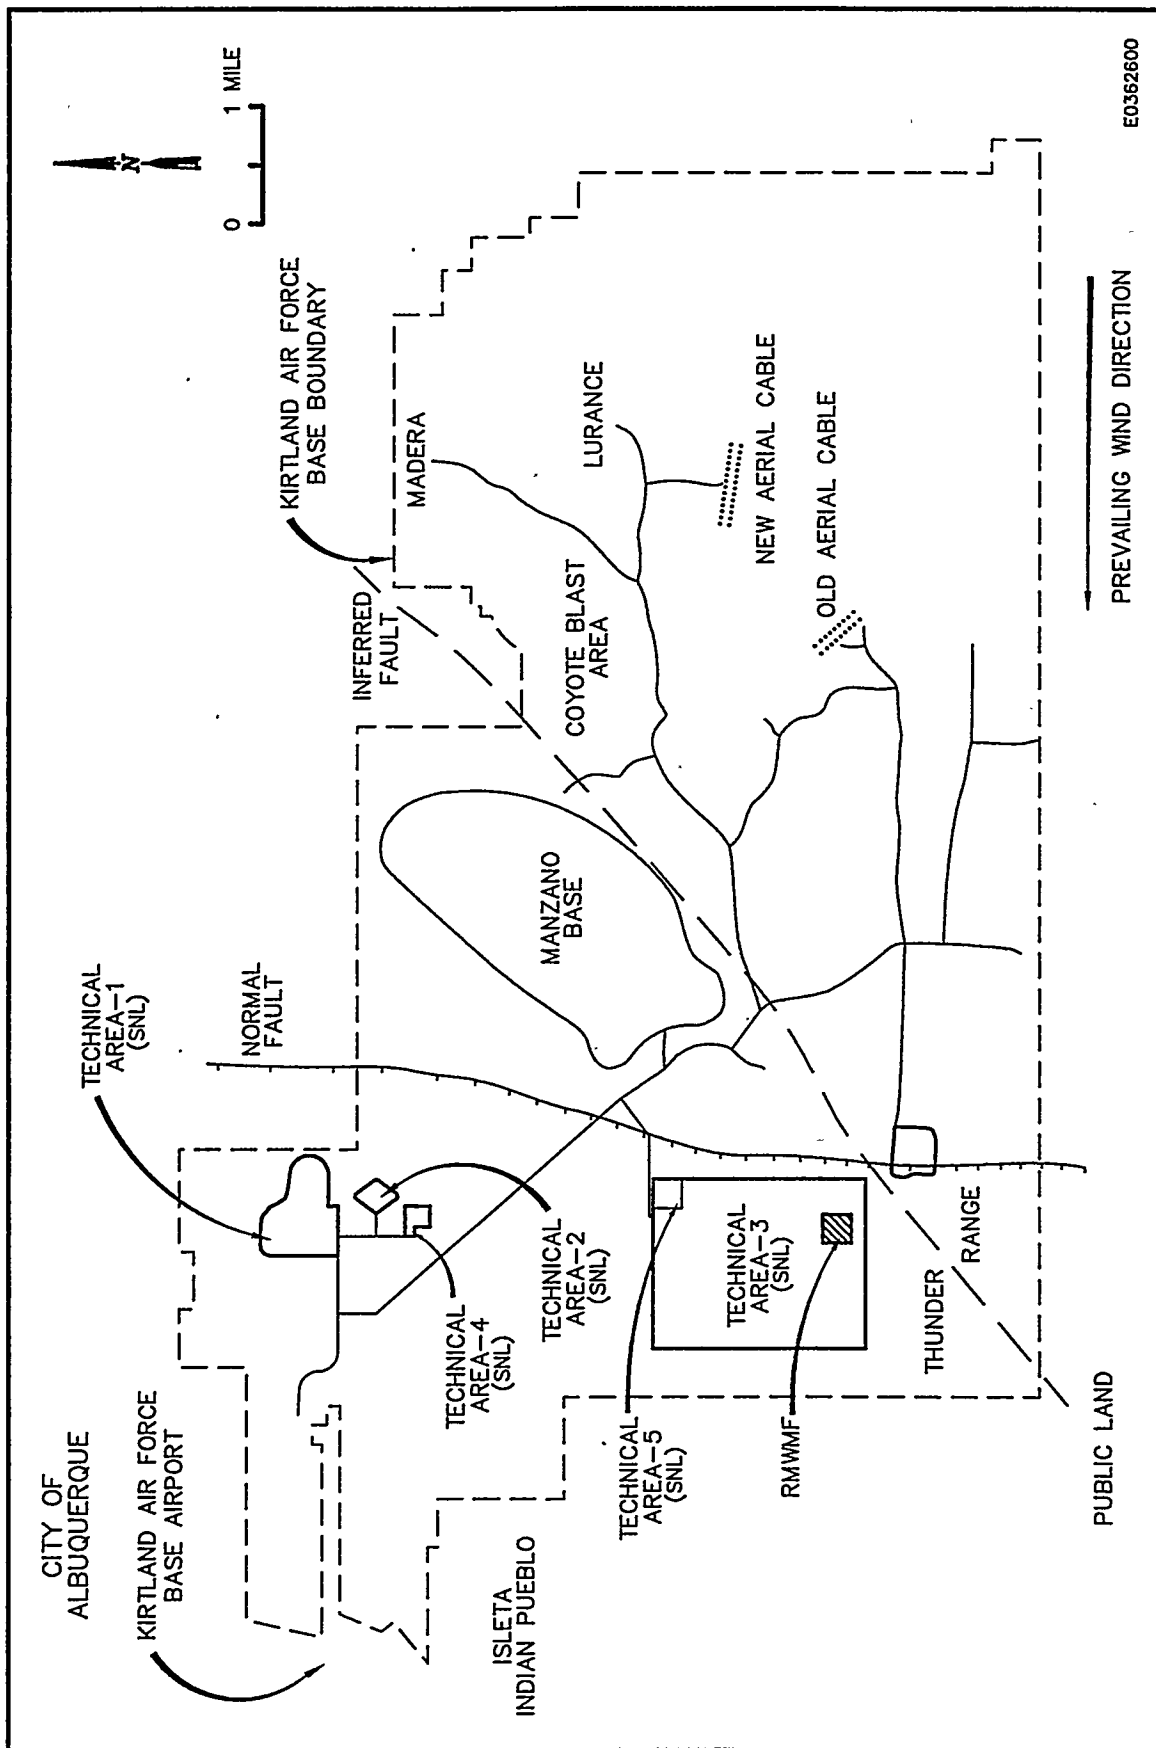 CITY OF
ALBUQUERQUE
KIRTLAND AIR FORCE
BASE AIRPORT
TECHNICAL
AREA-1
(SNL)
NORMAL
FAULT
KIRTLAND AIR FORCE
BASE BOUNDARY
N
0
1 MILE
INFERRED
FAULT
MADERA
TECHNICAL
AREA-4
(SNL)
TECHNICAL
AREA-2
(SNL)
MANZANO
BASE
COYOTE BLAST
AREA
LURANCE
ISLETA
INDIAN PUEBLO
TECHNICAL
AREA-5
(SNL)
TECHNICAL
AREA-3
(SNL)
NEW AERIAL CABLE
RMWMF
OLD AERIAL CABLE
THUNDER
RANGE
PUBLIC LAND
PREVAILING WIND DIRECTION
E0362600